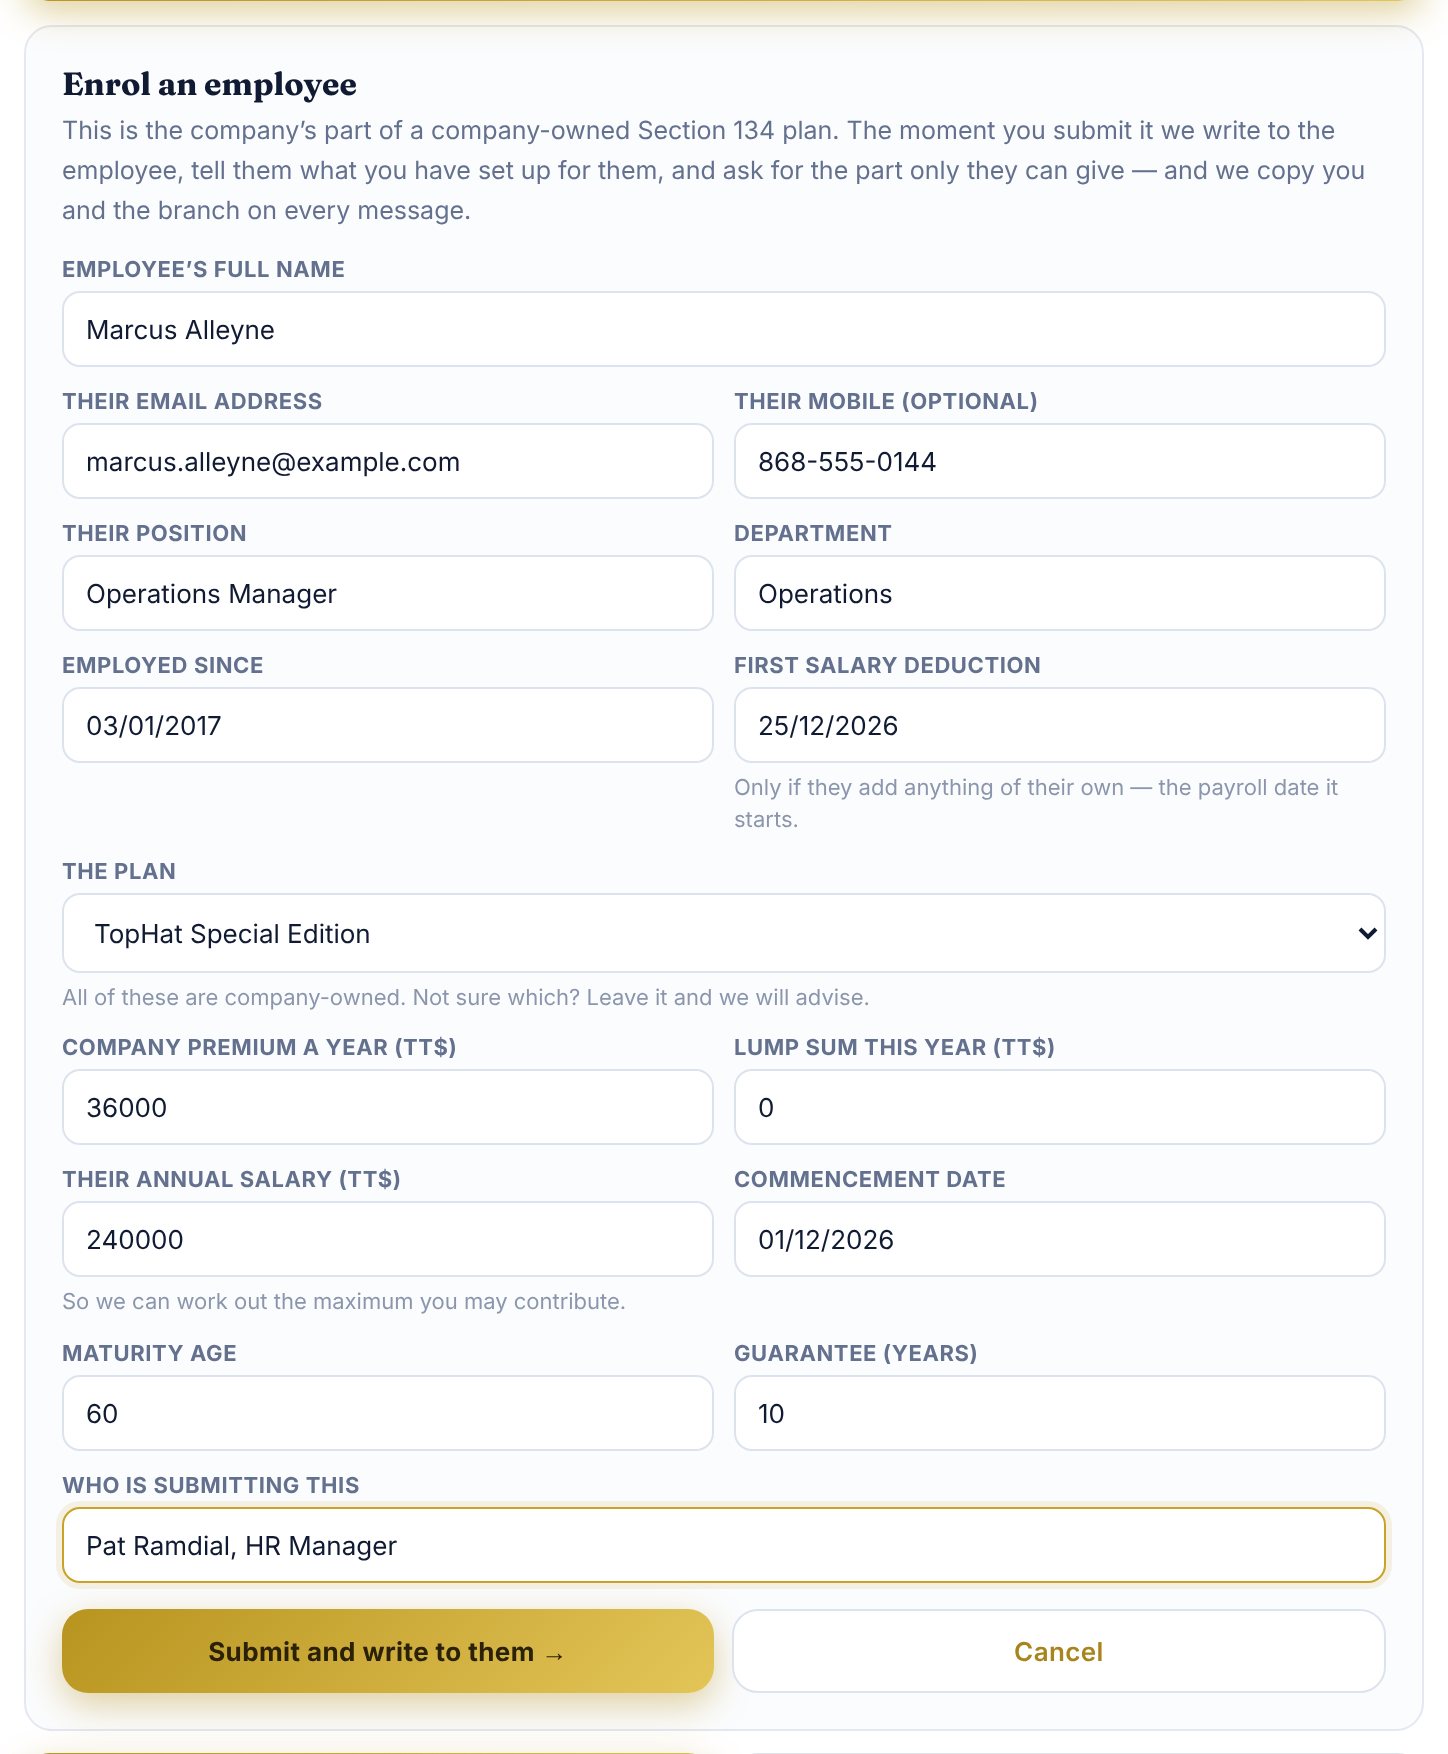 Enrol an employee
This is the company’s part of a company-owned Section 134 plan. The moment you submit it we write to the
employee, tell them what you have set up for them, and ask for the part only they can give — and we copy you
and the branch on every message.
EMPLOYEE’S FULL NAME
Marcus Alleyne
THEIR EMAIL ADDRESS
THEIR MOBILE (OPTIONAL)
marcus.alleyne@example.com
868-555-0144
THEIR POSITION
DEPARTMENT
Operations Manager
Operations
EMPLOYED SINCE
FIRST SALARY DEDUCTION
03/01/2017
25/12/2026
Only if they add anything of their own — the payroll date it
starts.
THE PLAN
TopHat Special Edition
All of these are company-owned. Not sure which? Leave it and we will advise.
COMPANY PREMIUM A YEAR (TT$)
LUMP SUM THIS YEAR (TT$)
36000
0
THEIR ANNUAL SALARY (TT$)
COMMENCEMENT DATE
240000
01/12/2026
So we can work out the maximum you may contribute.
MATURITY AGE
GUARANTEE (YEARS)
60
10
WHO IS SUBMITTING THIS
Pat Ramdial, HR Manager
Submit and write to them →
Cancel